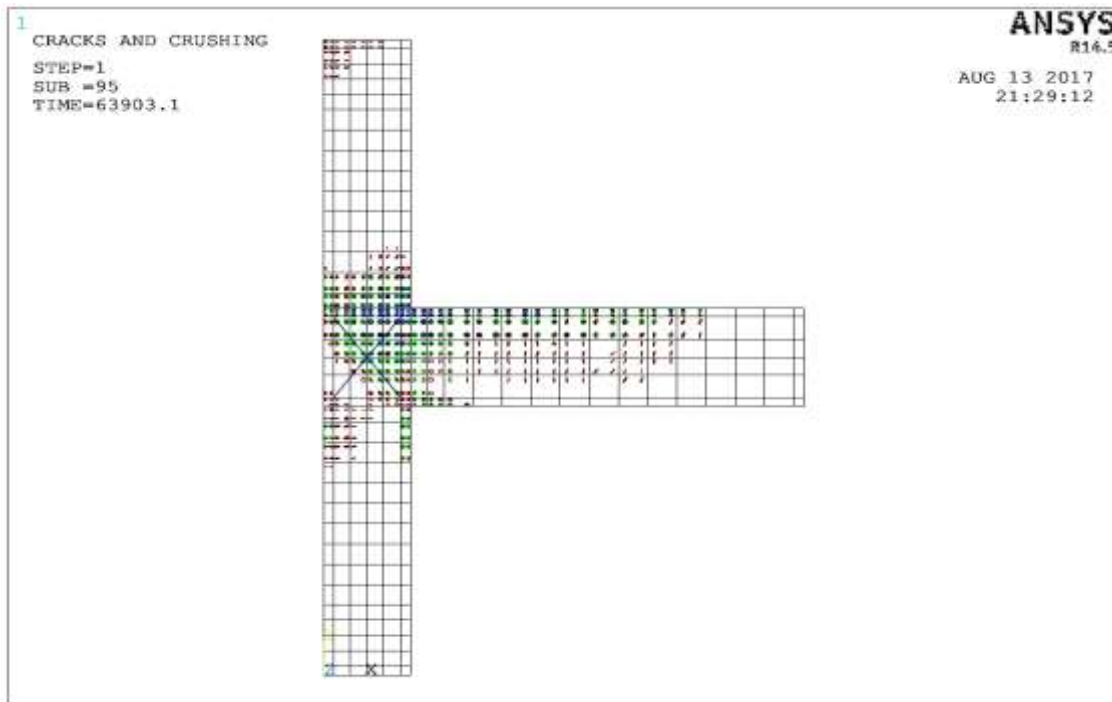 1
CRACKS AND CRUSHING
STEP=1
SUB =95
TIME=63903.1
ANSYS
R16.5
AUG 13 2017
21:29:12
Z X